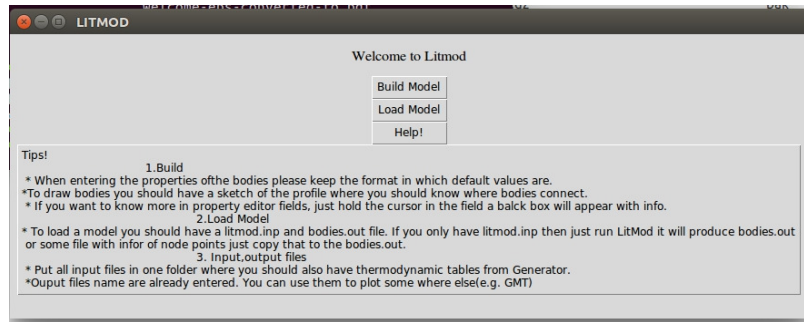 LITMOD
Welcome to Litmod
Build Model
Load Model
Help!
Tips!
1.Build
* When entering the properties ofthe bodies please keep the format in which default values are.
*To draw bodies you should have a sketch of the profile where you should know where bodies connect.
* If you want to know more in property editor fields, just hold the cursor in the field a balck box will appear with info.
2.Load Model
* To load a model you should have a litmod.inp and bodies.out file. If you only have litmod.inp then just run LitMod it will produce bodies.out
or some file with infor of node points just copy that to the bodies.out.
3. Input,output files
* Put all input files in one folder where you should also have thermodynamic tables from Generator.
*Ouput files name are already entered. You can use them to plot some where else(e.g. GMT)